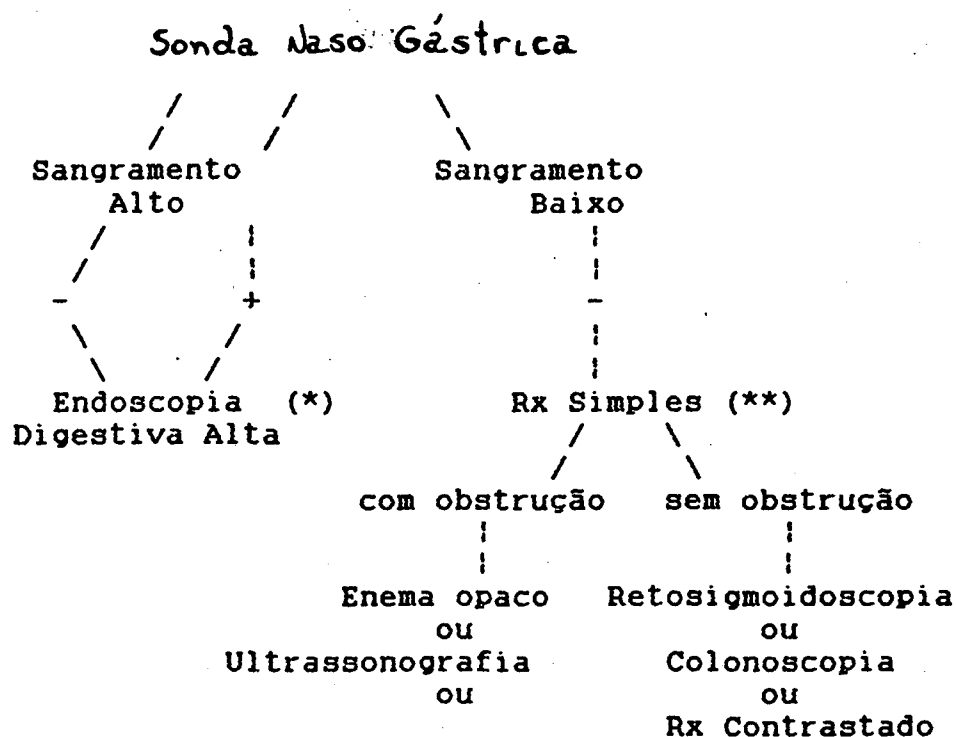 Sonda Naso Gástrica
Sangramento Sangramento
Alto Baixo
- + -
Endoscopia (*) Rx Simples (**)
Digestiva Alta
com obstrução sem obstrução
Enema opaco Retosigmoidoscopia
ou ou
Ultrassonografia Colonoscopia
ou ou
Rx Contrastado